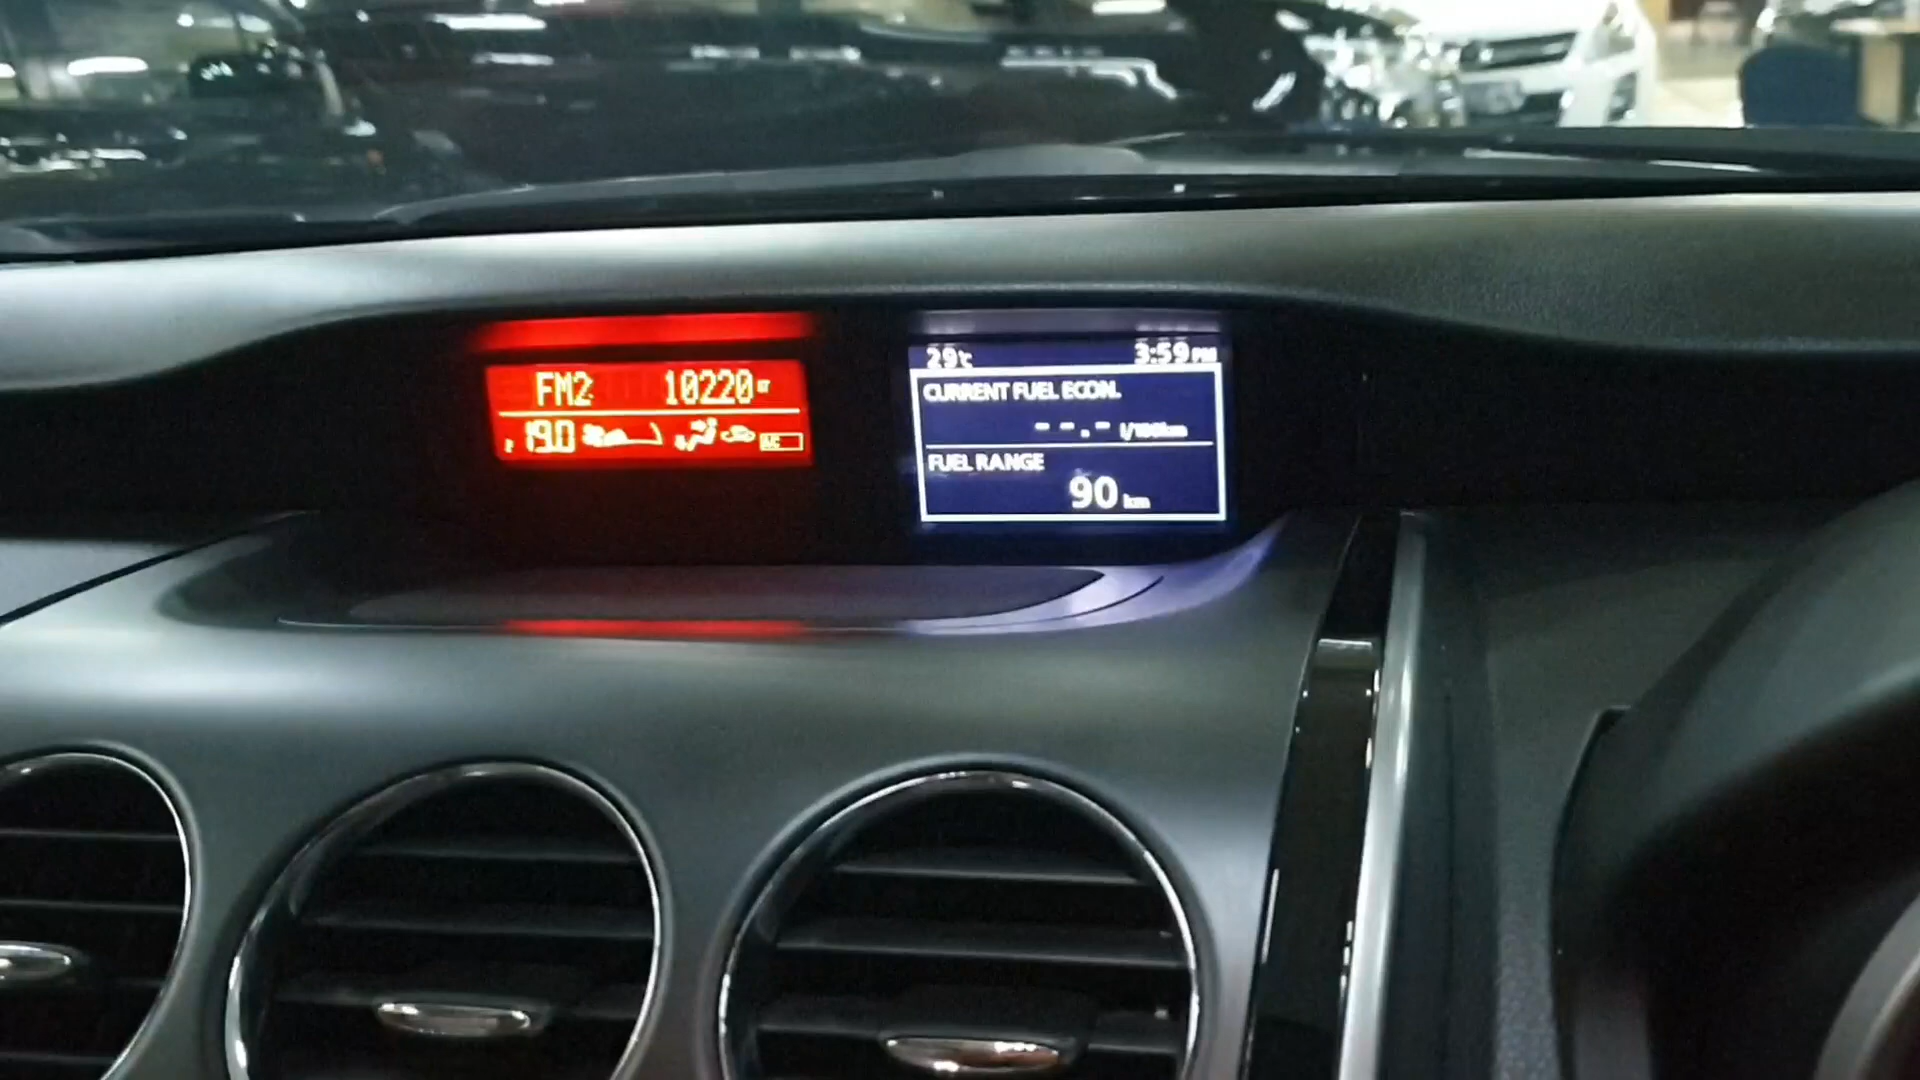 FM2 10220
19.0 A/C
29℃ 3:59 PM
CURRENT FUEL ECON.
--.- l/100km
FUEL RANGE
90 km